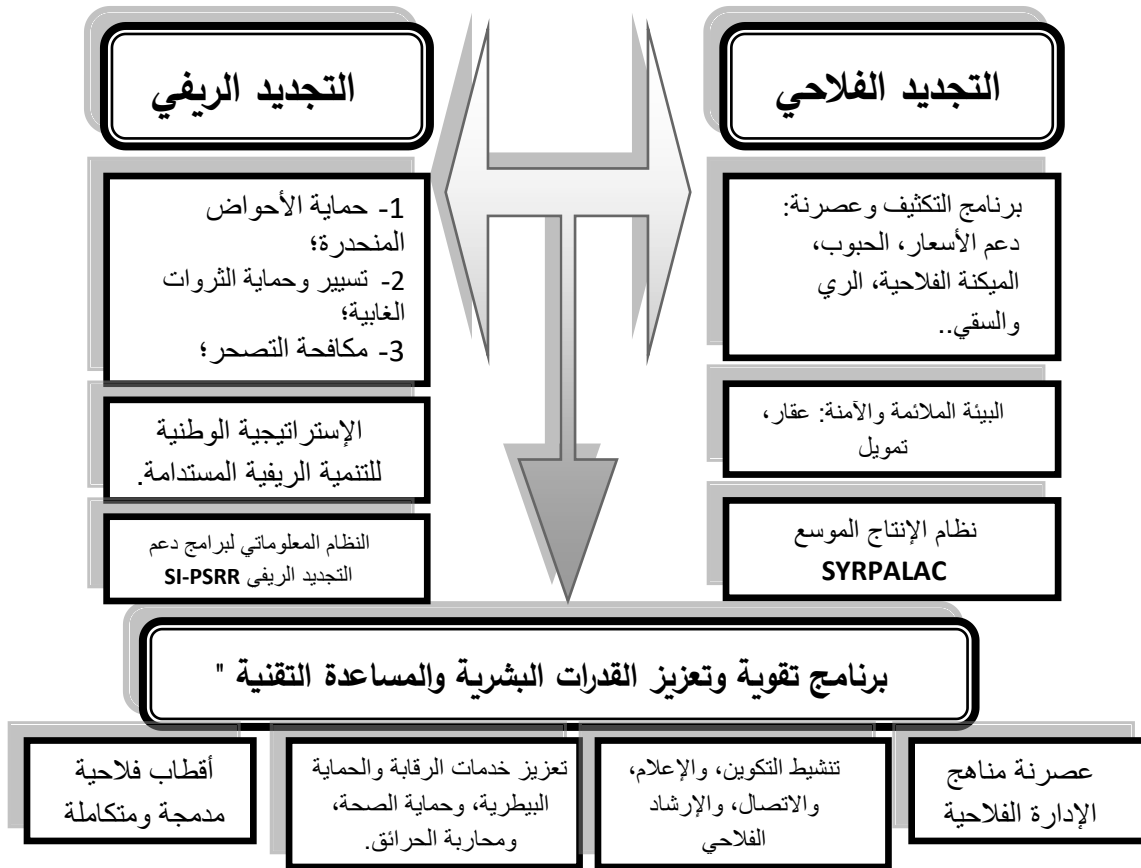 التجديد الفلاحي
برنامج التكثيف وعصرنة:
دعم الأسعار، الحبوب،
الميكنة الفلاحية، الري
والسقي..
البيئة الملائمة والآمنة: عقار،
تمويل
نظام الإنتاج الموسع
SYRPALAC
التجديد الريفي
1- حماية الأحواض
المنحدرة؛
2- تسيير وحماية الثروات
الغابية؛
3- مكافحة التصحر؛
الإستراتيجية الوطنية
للتنمية الريفية المستدامة.
النظام المعلوماتي لبرامج دعم
التجديد الريفي SI-PSRR
برنامج تقوية وتعزيز القدرات البشرية والمساعدة التقنية "
عصرنة مناهج
الإدارة الفلاحية
تنشيط التكوين، والإعلام،
والاتصال، والإرشاد
الفلاحي
تعزيز خدمات الرقابة والحماية
البيطرية، وحماية الصحة،
ومحاربة الحرائق.
أقطاب فلاحية
مدمجة ومتكاملة